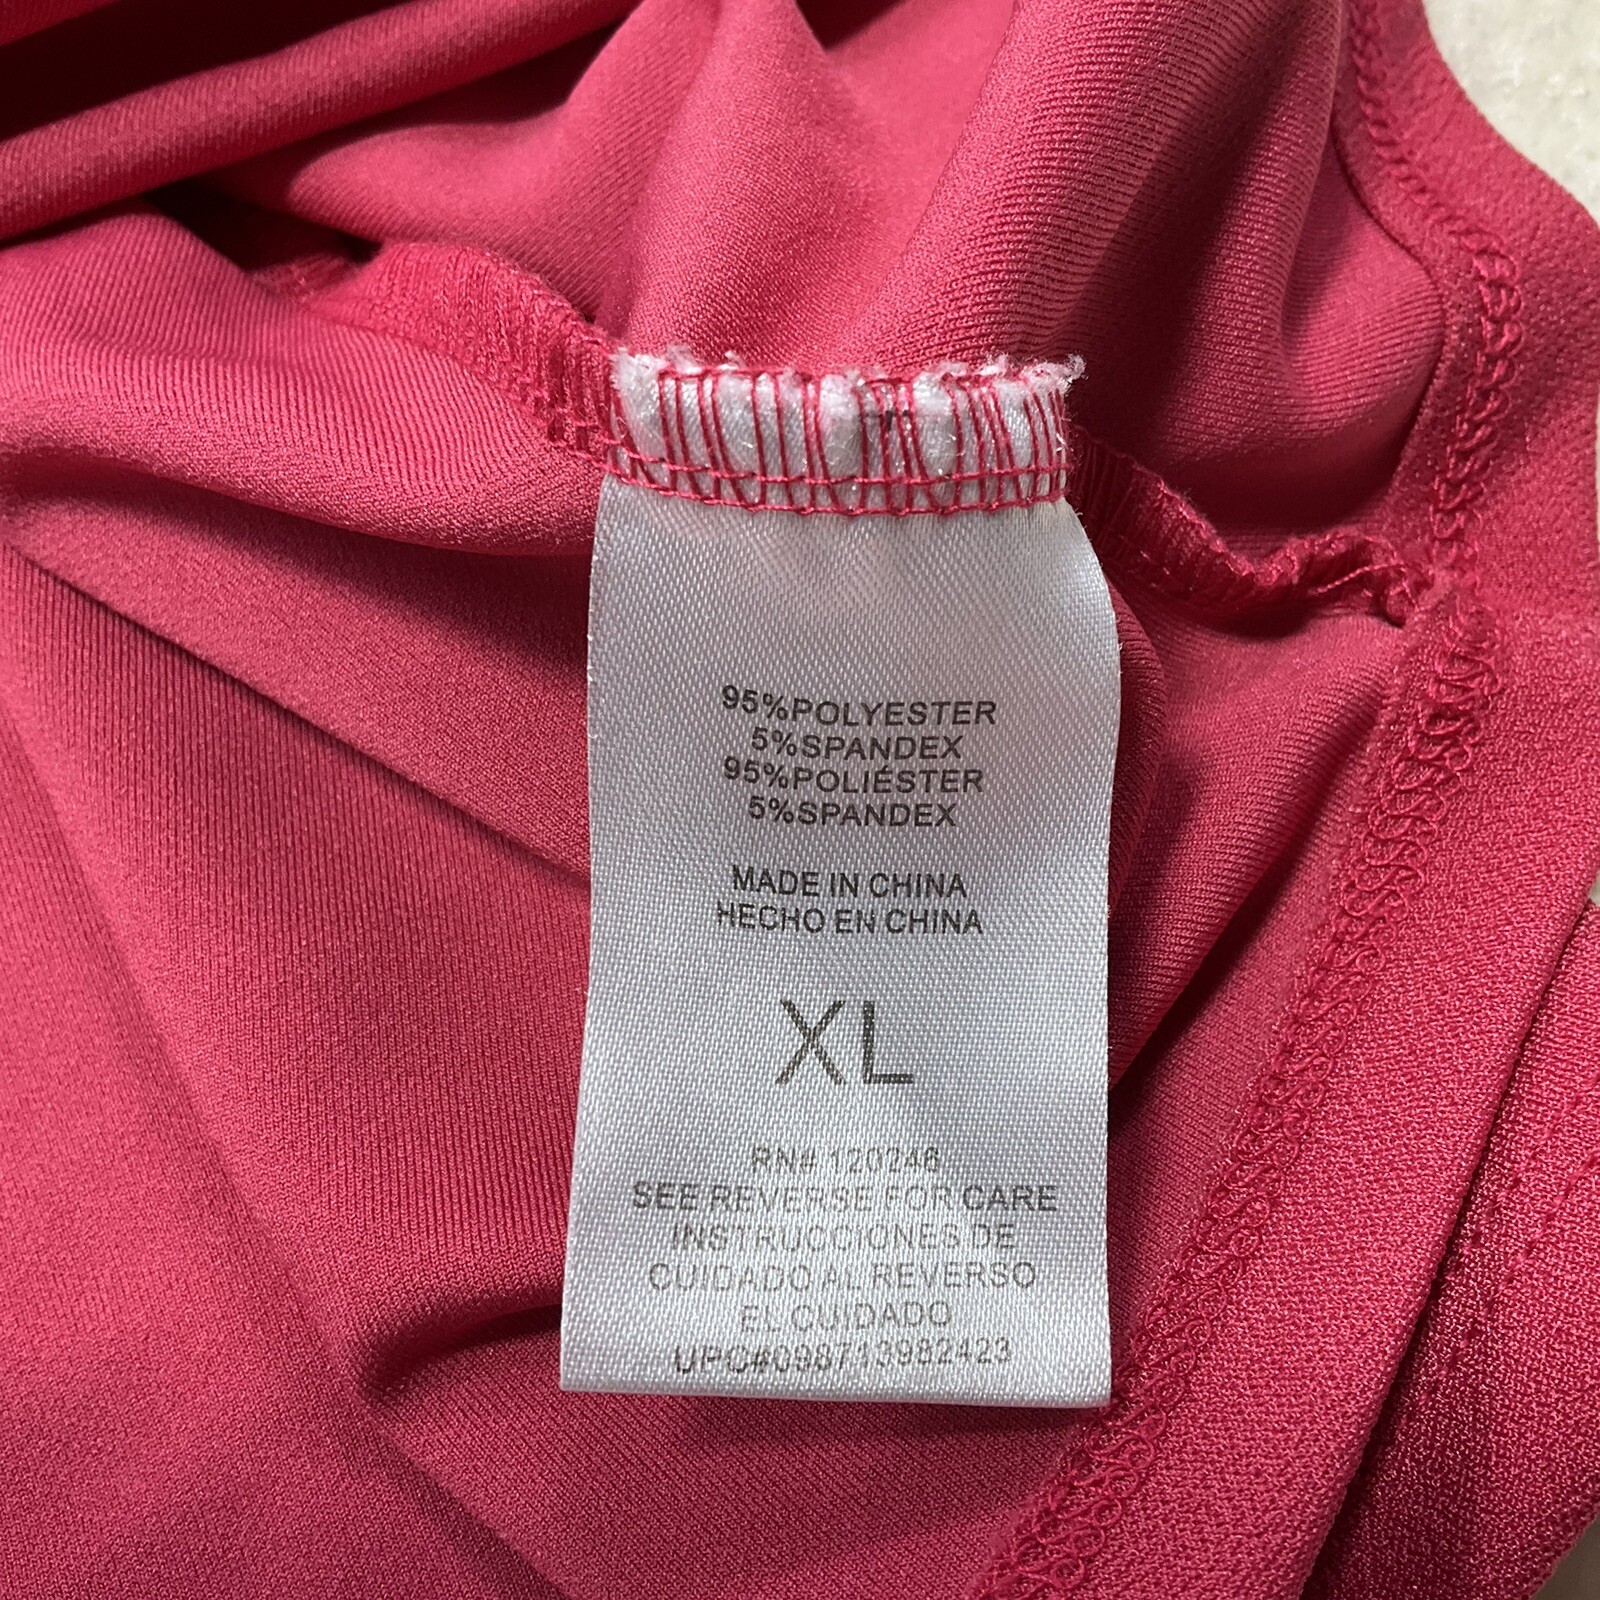 95%POLYESTER
5%SPANDEX
95%POLIÉSTER
5%SPANDEX
MADE IN CHINA
HECHO EN CHINA
XL
RN# 120246
SEE REVERSE FOR CARE
INSTRUCCIONES DE
CUIDADO AL REVERSO
EL CUIDADO
UPC#098713982423